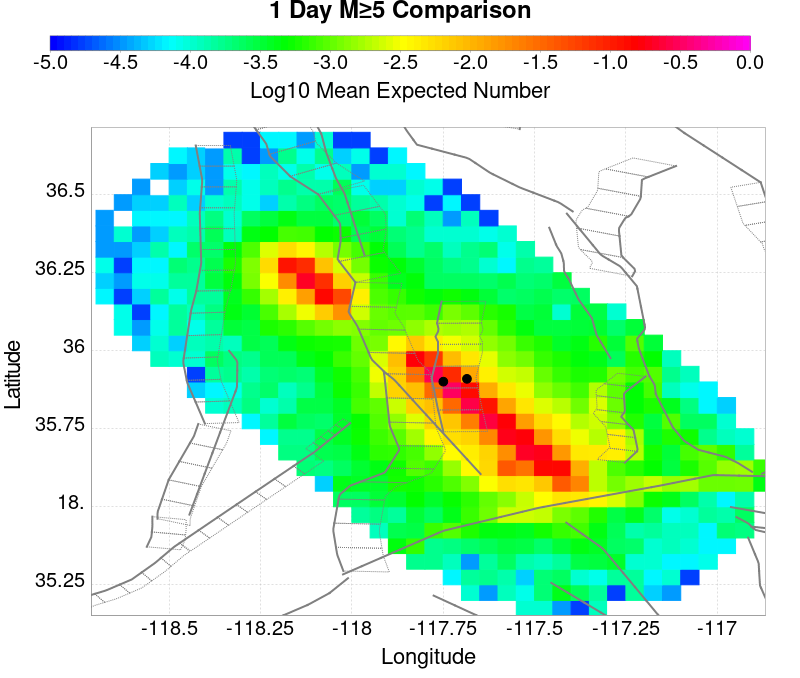 1 Day M≥5 Comparison
-5.0 -4.5 -4.0 -3.5 -3.0 -2.5 -2.0 -1.5 -1.0 -0.5 0.0
Log10 Mean Expected Number
36.5
36.25
36
35.75
18.
35.25
Latitude
-118.5 -118.25 -118 -117.75 -117.5 -117.25 -117
Longitude